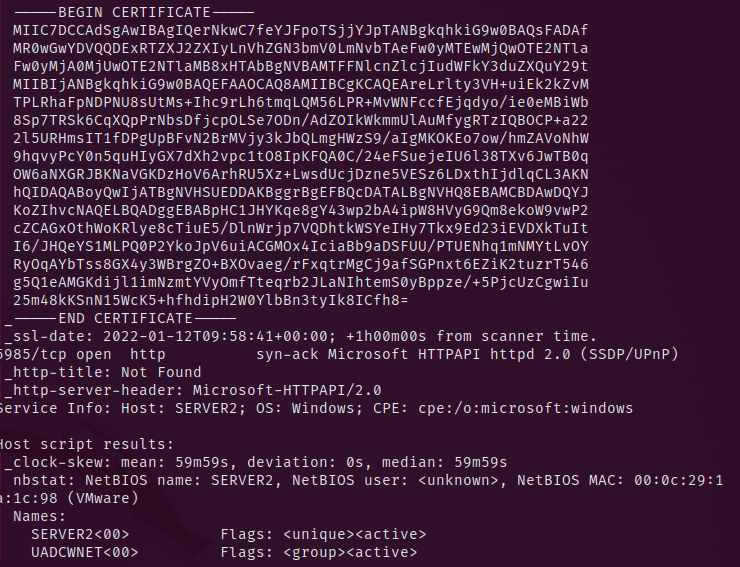 -----BEGIN CERTIFICATE-----
MIIC7DCCAdSgAwIBAgIQerNkwC7feYJFpoTSjjYJpTANBgkqhkiG9w0BAQsFADAf
MR0wGwYDVQQDExRTZXJ2ZXIyLnVhZGN3bmV0LmNvbTAeFw0yMTEwMjQwOTE2NTla
Fw0yMjA0MjUwOTE2NTlaMB8xHTAbBgNVBAMTFFNlcnZlcjIudWFkY3duZXQuY29t
MIIBIjANBgkqhkiG9w0BAQEFAAOCAQ8AMIIBCgKCAQEAreLrlty3VH+uiEk2kZvM
TPLRhaFpNDPNU8sUtMs+Ihc9rLh6tmqLQM56LPR+MvWNFccfEjqdyo/ie0eMBiWb
8Sp7TRSk6CqXQpPrNbsDfjcpOLSe7ODn/AdZOIkWkmmUlAuMfygRTzIQBOCP+a22
2l5URHmsIT1fDPgUpBFvN2BrMVjy3kJbQLmgHWzS9/aIgMKOKEo7ow/hmZAVoNhW
9hqvyPcY0n5quHIyGX7dXh2vpc1tO8IpKFQA0C/24eFSuejeIU6l38TXv6JwTB0q
OW6aNXGRJBKNaVGKDzHoV6ArhRU5Xz+LwsdUcjDzne5VESz6LDxthIjdlqCL3AKN
hQIDAQABoyQwIjATBgNVHSUEDDAKBggrBgEFBQcDATALBgNVHQ8EBAMCBDAwDQYJ
KoZIhvcNAQELBQADggEBABpHC1JHYKqe8gY43wp2bA4ipW8HVyG9Qm8ekoW9vwP2
cZCAGxOthWoKRlye8cTiuE5/DlnWrjp7VQDhtkWSYeIHy7Tkx9Ed23iEVDXkTuIt
I6/JHQeYS1MLPQ0P2YkoJpV6uiACGMOx4IciaBb9aDSFUU/PTUENhq1mNMYtLvOY
RyOqAYbTss8GX4y3WBrgZO+BXOvaeg/rFxqtrMgCj9afSGPnxt6EZiK2tuzrT546
g5Q1eAMGKdijl1imNzmtYVyOmfTteqrb2JLaNIhtemS0yBppze/+5PjcUzCgwiIu
25m48kKSnN15WcK5+hfhdipH2W0YlbBn3tyIk8ICfh8=
_-----END CERTIFICATE-----
_ssl-date: 2022-01-12T09:58:41+00:00; +1h00m00s from scanner time.
5985/tcp open  http          syn-ack Microsoft HTTPAPI httpd 2.0 (SSDP/UPnP)
_http-title: Not Found
_http-server-header: Microsoft-HTTPAPI/2.0
Service Info: Host: SERVER2; OS: Windows; CPE: cpe:/o:microsoft:windows
Host script results:
_clock-skew: mean: 59m59s, deviation: 0s, median: 59m59s
nbstat: NetBIOS name: SERVER2, NetBIOS user: <unknown>, NetBIOS MAC: 00:0c:29:1
a:1c:98 (VMware)
Names:
SERVER2<00>          Flags: <unique><active>
UADCWNET<00>         Flags: <group><active>